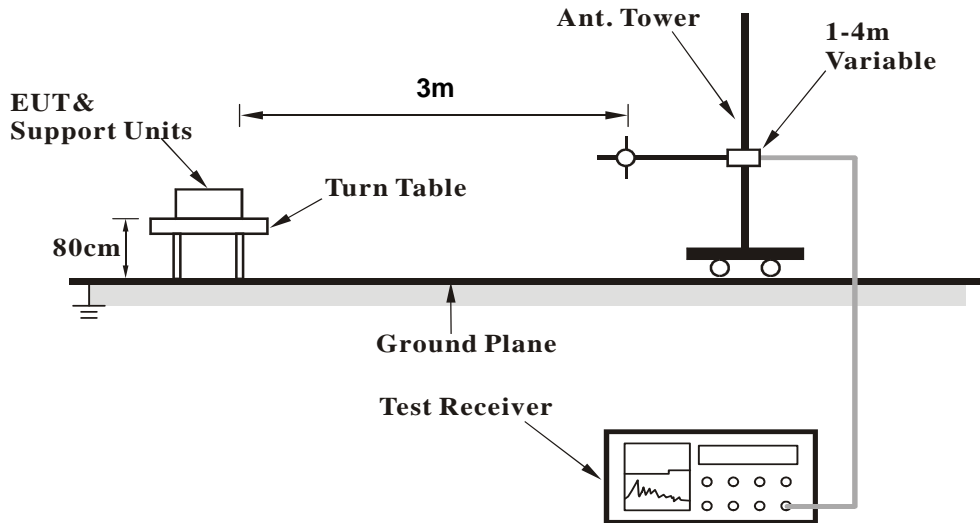 Ant. Tower
1-4m
Variable
3m
EUT&
Support Units
Turn Table
80cm
Ground Plane
Test Receiver